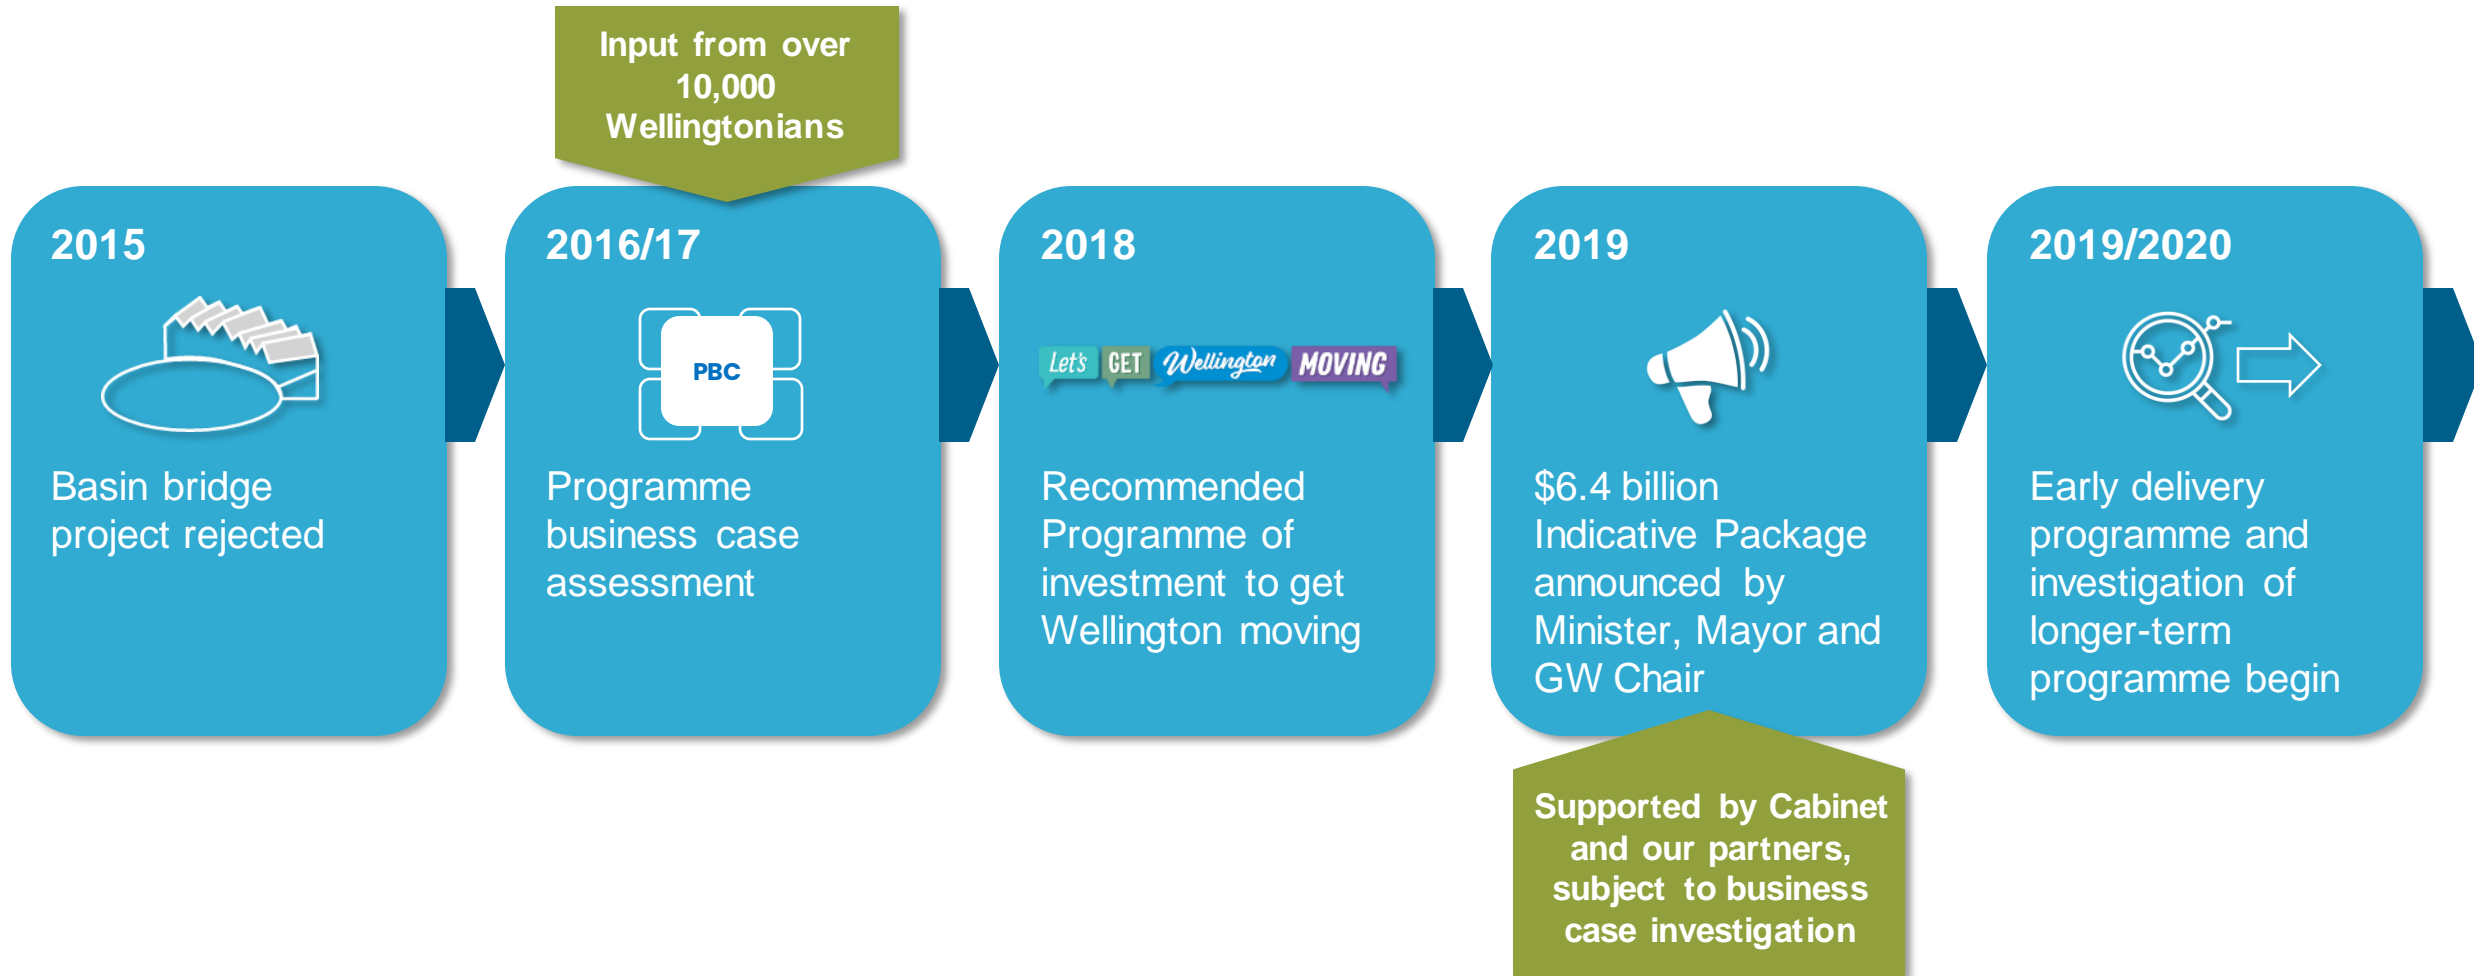 Input from over
10,000
Wellingtonians
2015
Basin bridge
project rejected
2016/17
PBC
Programme
business case
assessment
2018
Let's GET Wellington MOVING
Recommended
Programme of
investment to get
Wellington moving
2019
$6.4 billion
Indicative Package
announced by
Minister, Mayor and
GW Chair
Supported by Cabinet
and our partners,
subject to business
case investigation
2019/2020
Early delivery
programme and
investigation of
longer-term
programme begin